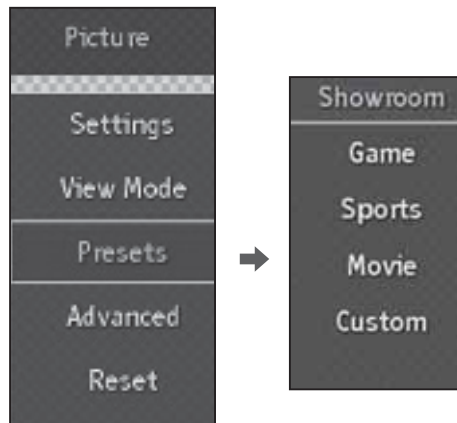 Picture
Settings
View Mode
Presets
Advanced
Reset
Showroom
Game
Sports
Movie
Custom